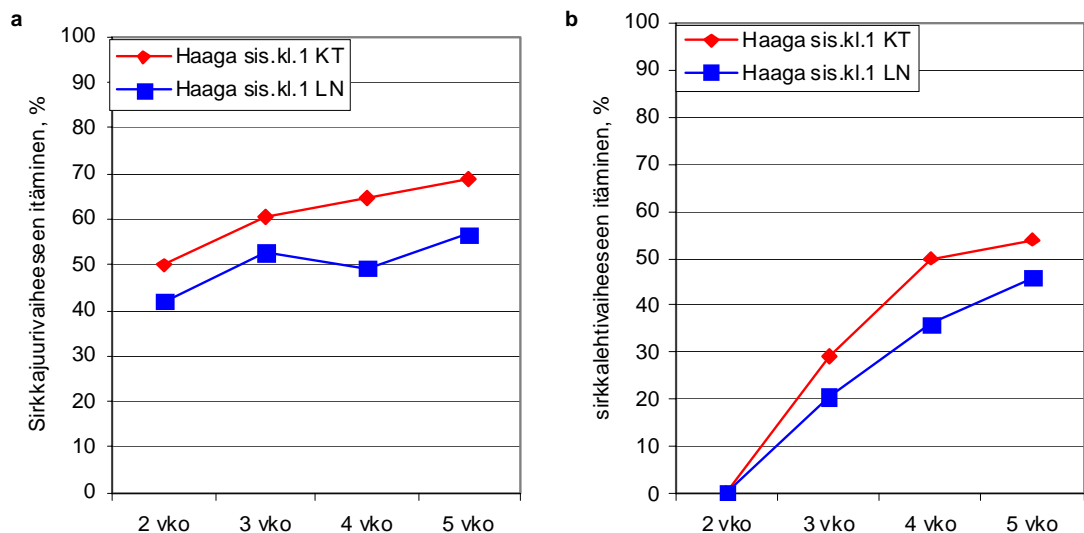 a
Sirkkajuurivaiheeseen itäminen, %
100
90
80
70
60
50
40
30
20
10
0
Haaga sis.kl.1 KT
Haaga sis.kl.1 LN
2 vko 3 vko 4 vko 5 vko
b
sirkkalehtivaiheeseen itäminen, %
100
90
80
70
60
50
40
30
20
10
0
Haaga sis.kl.1 KT
Haaga sis.kl.1 LN
2 vko 3 vko 4 vko 5 vko